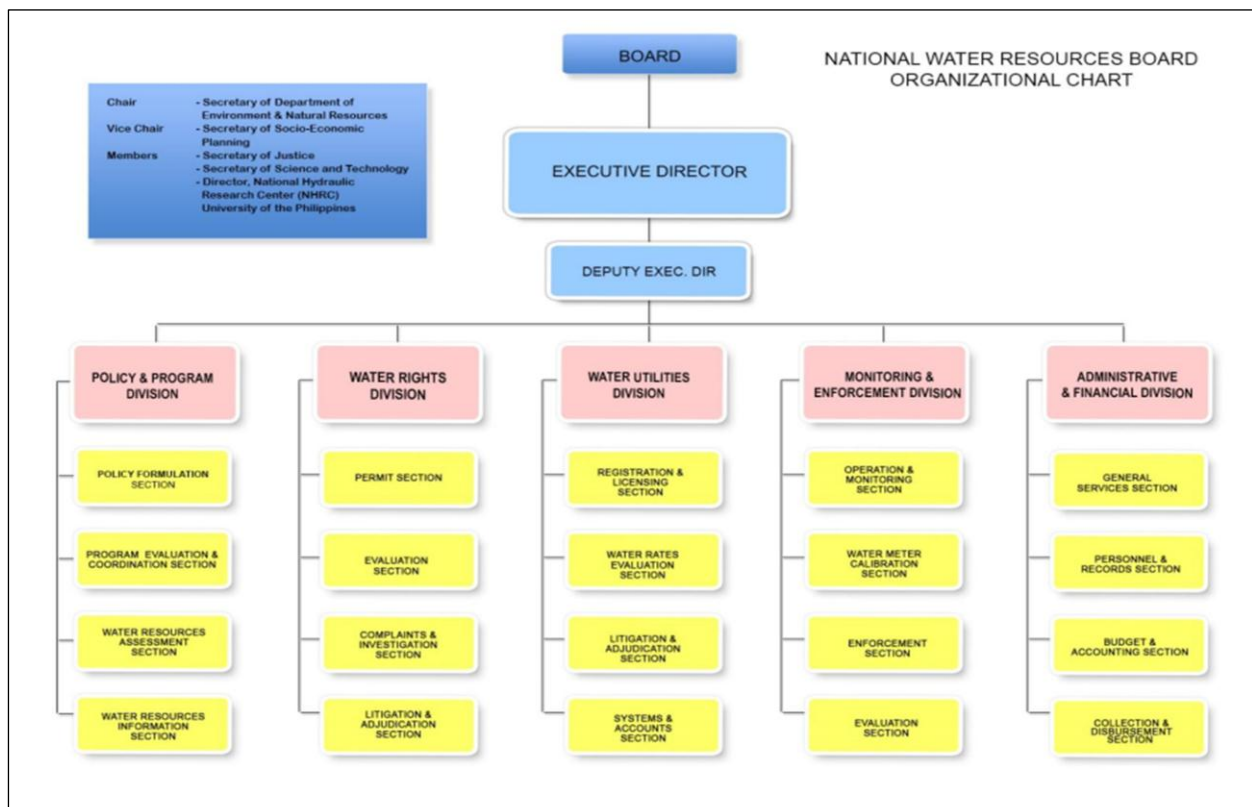 BOARD
NATIONAL WATER RESOURCES BOARD
ORGANIZATIONAL CHART
Chair - Secretary of Department of
Environment & Natural Resources
Vice Chair - Secretary of Socio-Economic
Planning
Members - Secretary of Justice
- Secretary of Science and Technology
- Director, National Hydraulic
Research Center (NHRC)
University of the Philippines
EXECUTIVE DIRECTOR
DEPUTY EXEC. DIR
POLICY & PROGRAM
DIVISION
POLICY FORMULATION
SECTION
PROGRAM EVALUATION &
COORDINATION SECTION
WATER RESOURCES
ASSESSMENT
SECTION
WATER RESOURCES
INFORMATION
SECTION
WATER RIGHTS
DIVISION
PERMIT SECTION
EVALUATION
SECTION
COMPLAINTS &
INVESTIGATION
SECTION
LITIGATION &
ADJUDICATION
SECTION
WATER UTILITIES
DIVISION
REGISTRATION &
LICENSING
SECTION
WATER RATES
EVALUATION
SECTION
LITIGATION &
ADJUDICATION
SECTION
SYSTEMS &
ACCOUNTS
SECTION
MONITORING &
ENFORCEMENT DIVISION
OPERATION &
MONITORING
SECTION
WATER METER
CALIBRATION
SECTION
ENFORCEMENT
SECTION
EVALUATION
SECTION
ADMINISTRATIVE
& FINANCIAL DIVISION
GENERAL
SERVICES SECTION
PERSONNEL &
RECORDS SECTION
BUDGET &
ACCOUNTING SECTION
COLLECTION &
DISBURSEMENT
SECTION